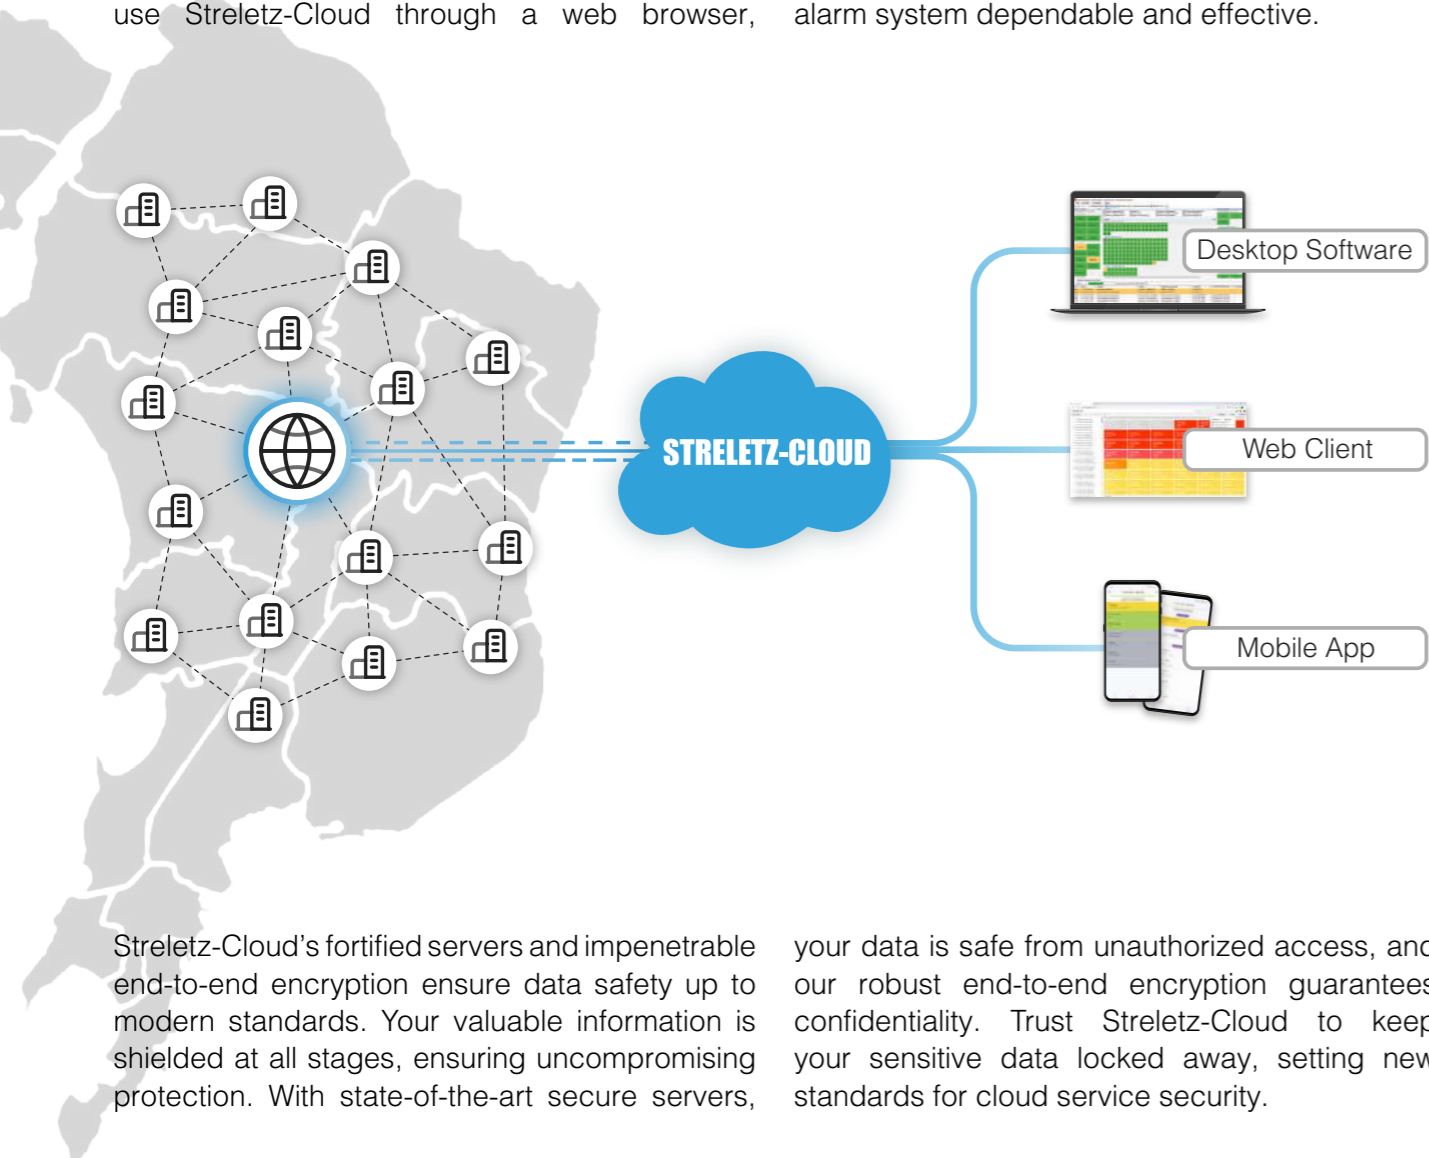 use Streletz-Cloud through a web browser,
alarm system dependable and effective.
Desktop Software
STRELETZ-CLOUD
Web Client
Mobile App
Streletz-Cloud’s fortified servers and impenetrable
end-to-end encryption ensure data safety up to
modern standards. Your valuable information is
shielded at all stages, ensuring uncompromising
protection. With state-of-the-art secure servers,
your data is safe from unauthorized access, and
our robust end-to-end encryption guarantees
confidentiality. Trust Streletz-Cloud to keep
your sensitive data locked away, setting new
standards for cloud service security.